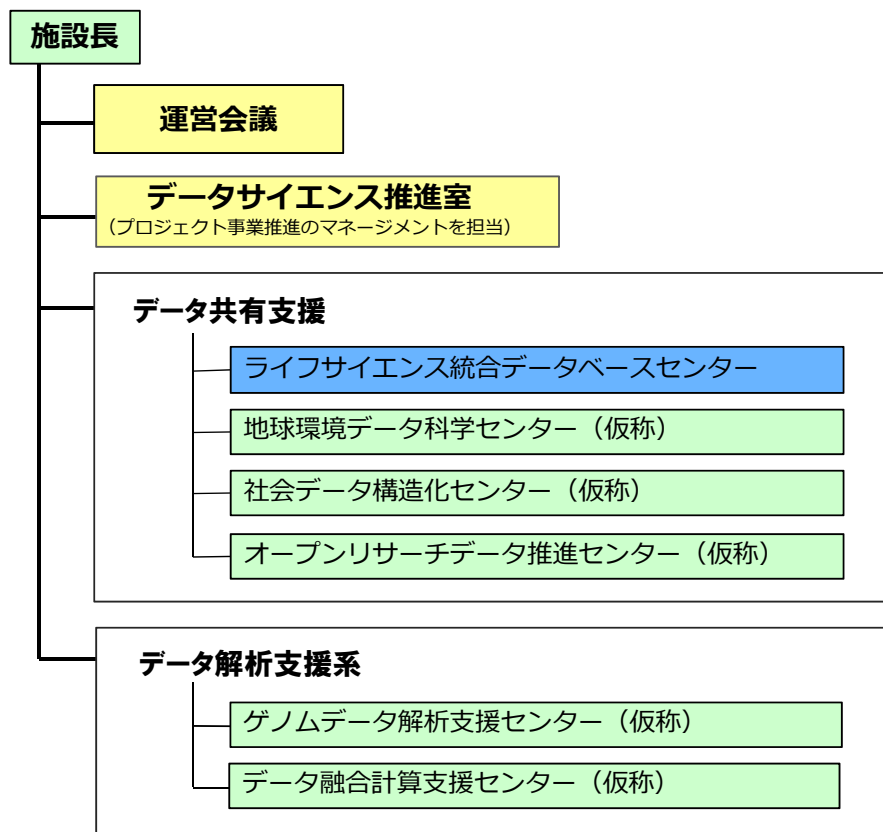 施設長
運営会議
データサイエンス推進室
（プロジェクト事業推進のマネージメントを担当）
データ共有支援
ライフサイエンス統合データベースセンター
地球環境データ科学センター（仮称）
社会データ構造化センター（仮称）
オープンリサーチデータ推進センター（仮称）
データ解析支援系
ゲノムデータ解析支援センター（仮称）
データ融合計算支援センター（仮称）